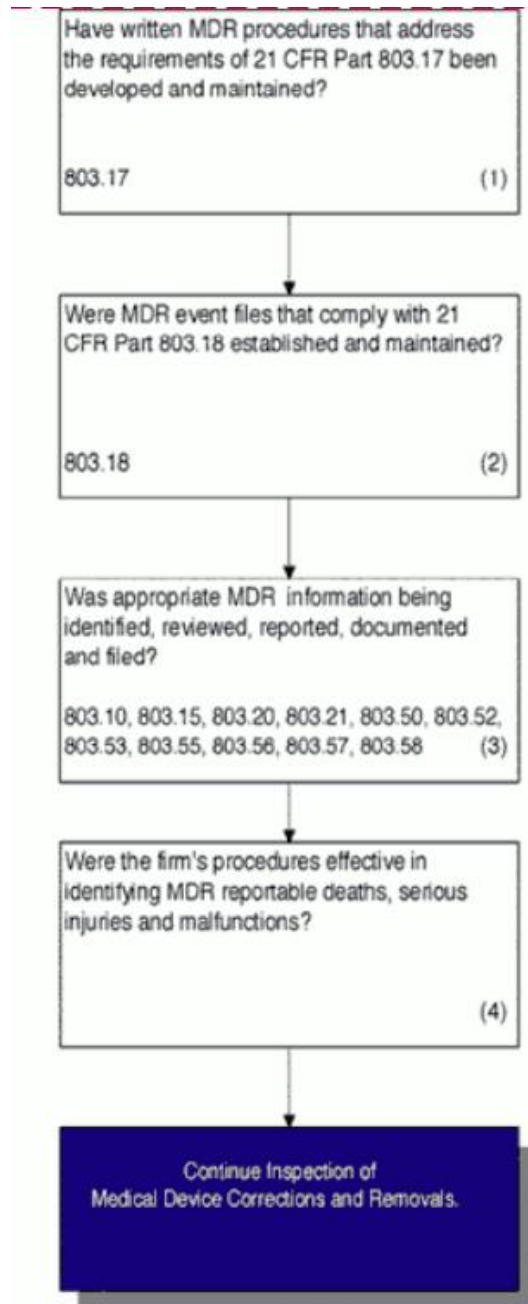 Have written MDR procedures that address
the requirements of 21 CFR Part 803.17 been
developed and maintained?
803.17 (1)
Were MDR event files that comply with 21
CFR Part 803.18 established and maintained?
803.18 (2)
Was appropriate MDR information being
identified, reviewed, reported, documented
and filed?
803.10, 803.15, 803.20, 803.21, 803.50, 803.52,
803.53, 803.55, 803.56, 803.57, 803.58 (3)
Were the firm's procedures effective in
identifying MDR reportable deaths, serious
injuries and malfunctions?
(4)
Continue Inspection of
Medical Device Corrections and Removals.